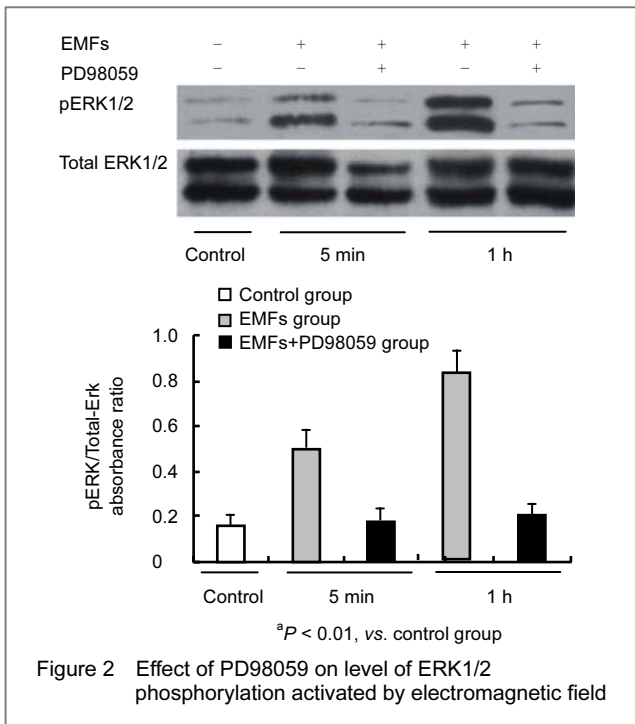 EMFs – + + + +
PD98059 – – + – +
pERK1/2
Total ERK1/2
Control 5 min 1 h
Control group
EMFs group
EMFs+PD98059 group
1.0
0.8
0.6
0.4
0.2
0
pERK/Total-Erk
absorbance ratio
Control 5 min 1 h
aP < 0.01, vs. control group
Figure 2 Effect of PD98059 on level of ERK1/2
phosphorylation activated by electromagnetic field